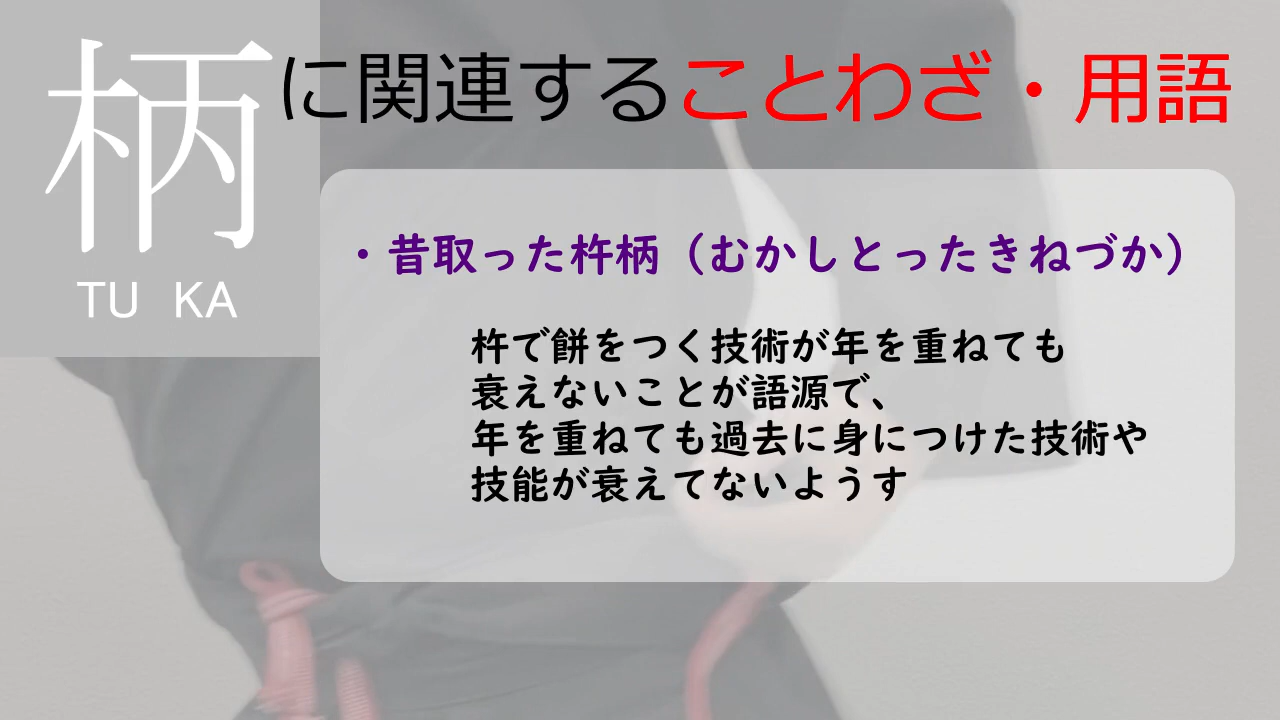 柄に関連することわざ・用語
TU KA
・昔取った杵柄（むかしとったきねづか）
杵で餅をつく技術が年を重ねても
衰えないことが語源で、
年を重ねても過去に身につけた技術や
技能が衰えてないようす